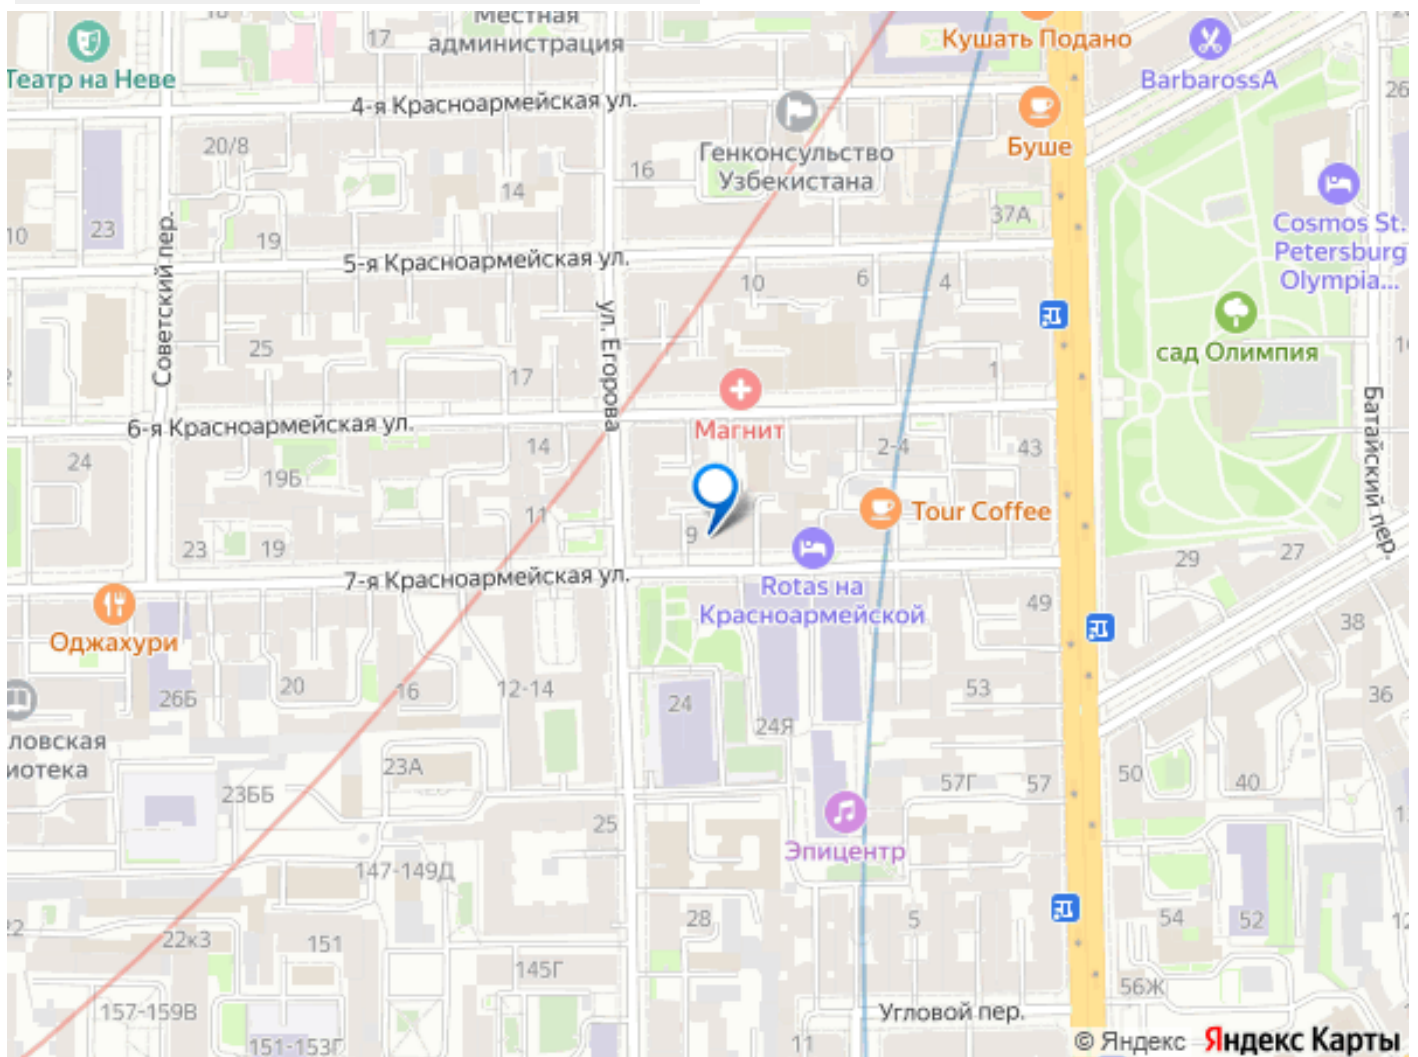 Местная
администрация
17
Кушать Подано
BarbarossA
Театр на Неве
4-я Красноармейская ул.
26
Буше
20/8
Генконсульство
Узбекистана
16
14
37А
10
23
Советский пер.
19
5-я Красноармейская ул.
10
6
4
Cosmos St.
Petersburg
Olympia...
ул. Егорова
25
17
1
сад Олимпия
Батайский пер.
6-я Красноармейская ул.
Магнит
24
19Б
14
2-4
43
11
9
Tour Coffee
23
19
29
27
7-я Красноармейская ул.
Rotas на
Красноармейской
49
38
Оджахури
26Б
20
16
12-14
24
53
36
24Я
ловская
иотека
23А
23ББ
57Г
57
50
40
25
Эпицентр
147-149Д
22
22к3
151
28
5
54
52
145Г
56Ж
157-159В
151-153Г
11
Угловой пер.
© Яндекс Яндекс Карты